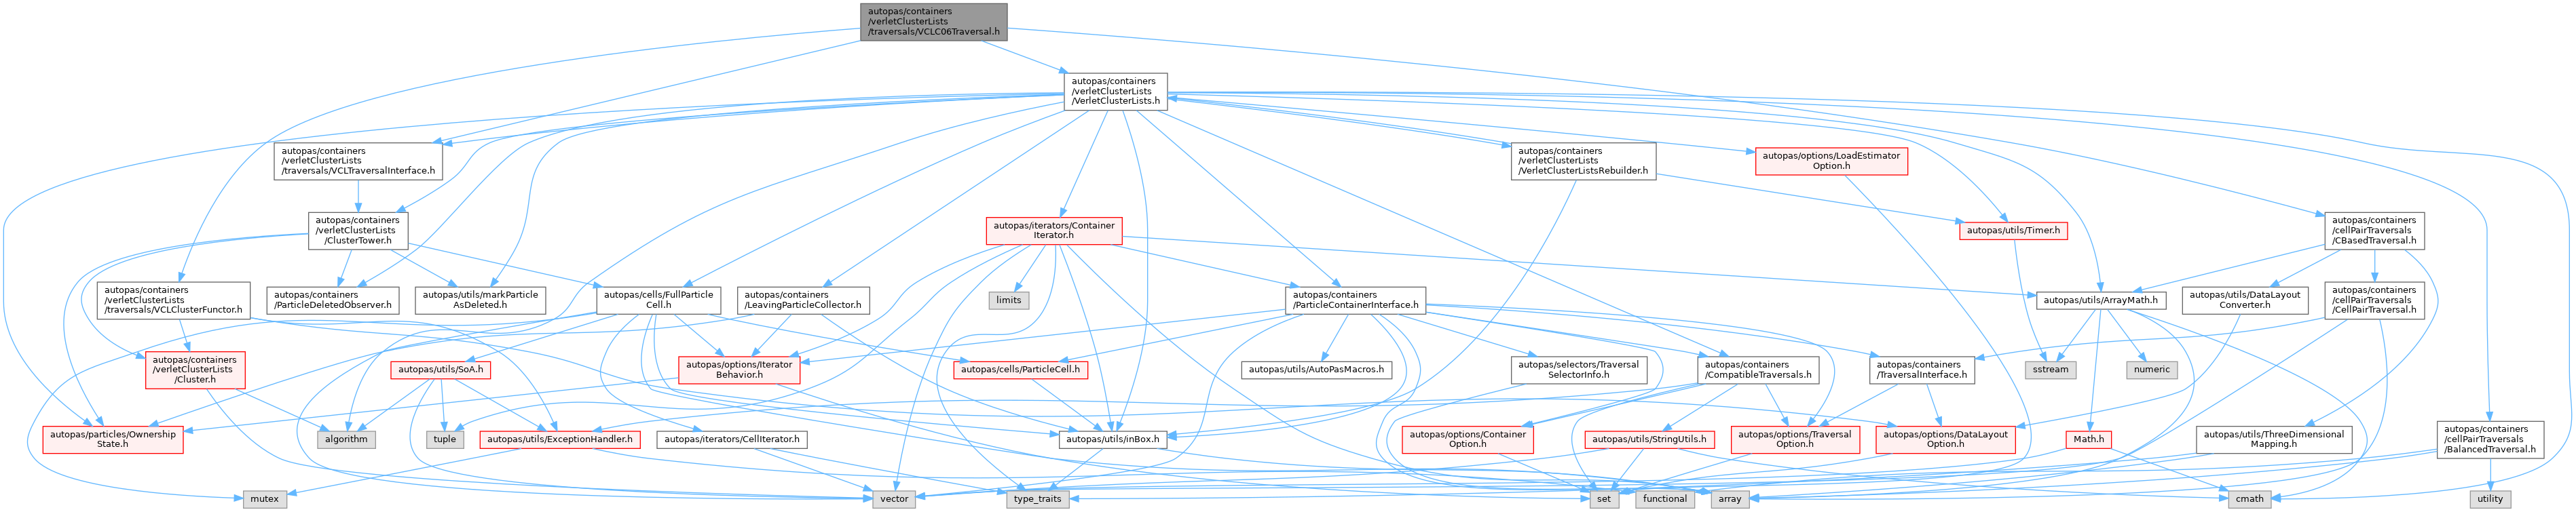 autopas/containers
/verletClusterLists
/traversals/VCLC06Traversal.h
autopas/containers
/verletClusterLists
/VerletClusterLists.h
autopas/containers
/verletClusterLists
/traversals/VCLTraversalInterface.h
autopas/containers
/verletClusterLists
/VerletClusterListsRebuilder.h
autopas/options/LoadEstimator
Option.h
autopas/containers
/verletClusterLists
/ClusterTower.h
autopas/iterators/Container
Iterator.h
autopas/utils/Timer.h
autopas/containers
/cellPairTraversals
/CBasedTraversal.h
autopas/containers
/verletClusterLists
/traversals/VCLClusterFunctor.h
autopas/containers
/ParticleDeletedObserver.h
autopas/utils/markParticle
AsDeleted.h
autopas/cells/FullParticle
Cell.h
autopas/containers
/LeavingParticleCollector.h
limits
autopas/containers
/ParticleContainerInterface.h
autopas/utils/ArrayMath.h
autopas/utils/DataLayout
Converter.h
autopas/containers
/cellPairTraversals
/CellPairTraversal.h
autopas/containers
/verletClusterLists
/Cluster.h
autopas/utils/SoA.h
autopas/options/Iterator
Behavior.h
autopas/cells/ParticleCell.h
autopas/utils/AutoPasMacros.h
autopas/selectors/Traversal
SelectorInfo.h
autopas/containers
/CompatibleTraversals.h
autopas/containers
/TraversalInterface.h
sstream
numeric
autopas/particles/Ownership
State.h
algorithm
tuple
autopas/utils/ExceptionHandler.h
autopas/iterators/CellIterator.h
autopas/utils/inBox.h
autopas/options/Container
Option.h
autopas/utils/StringUtils.h
autopas/options/Traversal
Option.h
autopas/options/DataLayout
Option.h
Math.h
autopas/utils/ThreeDimensional
Mapping.h
autopas/containers
/cellPairTraversals
/BalancedTraversal.h
mutex
vector
type_traits
set
functional
array
cmath
utility